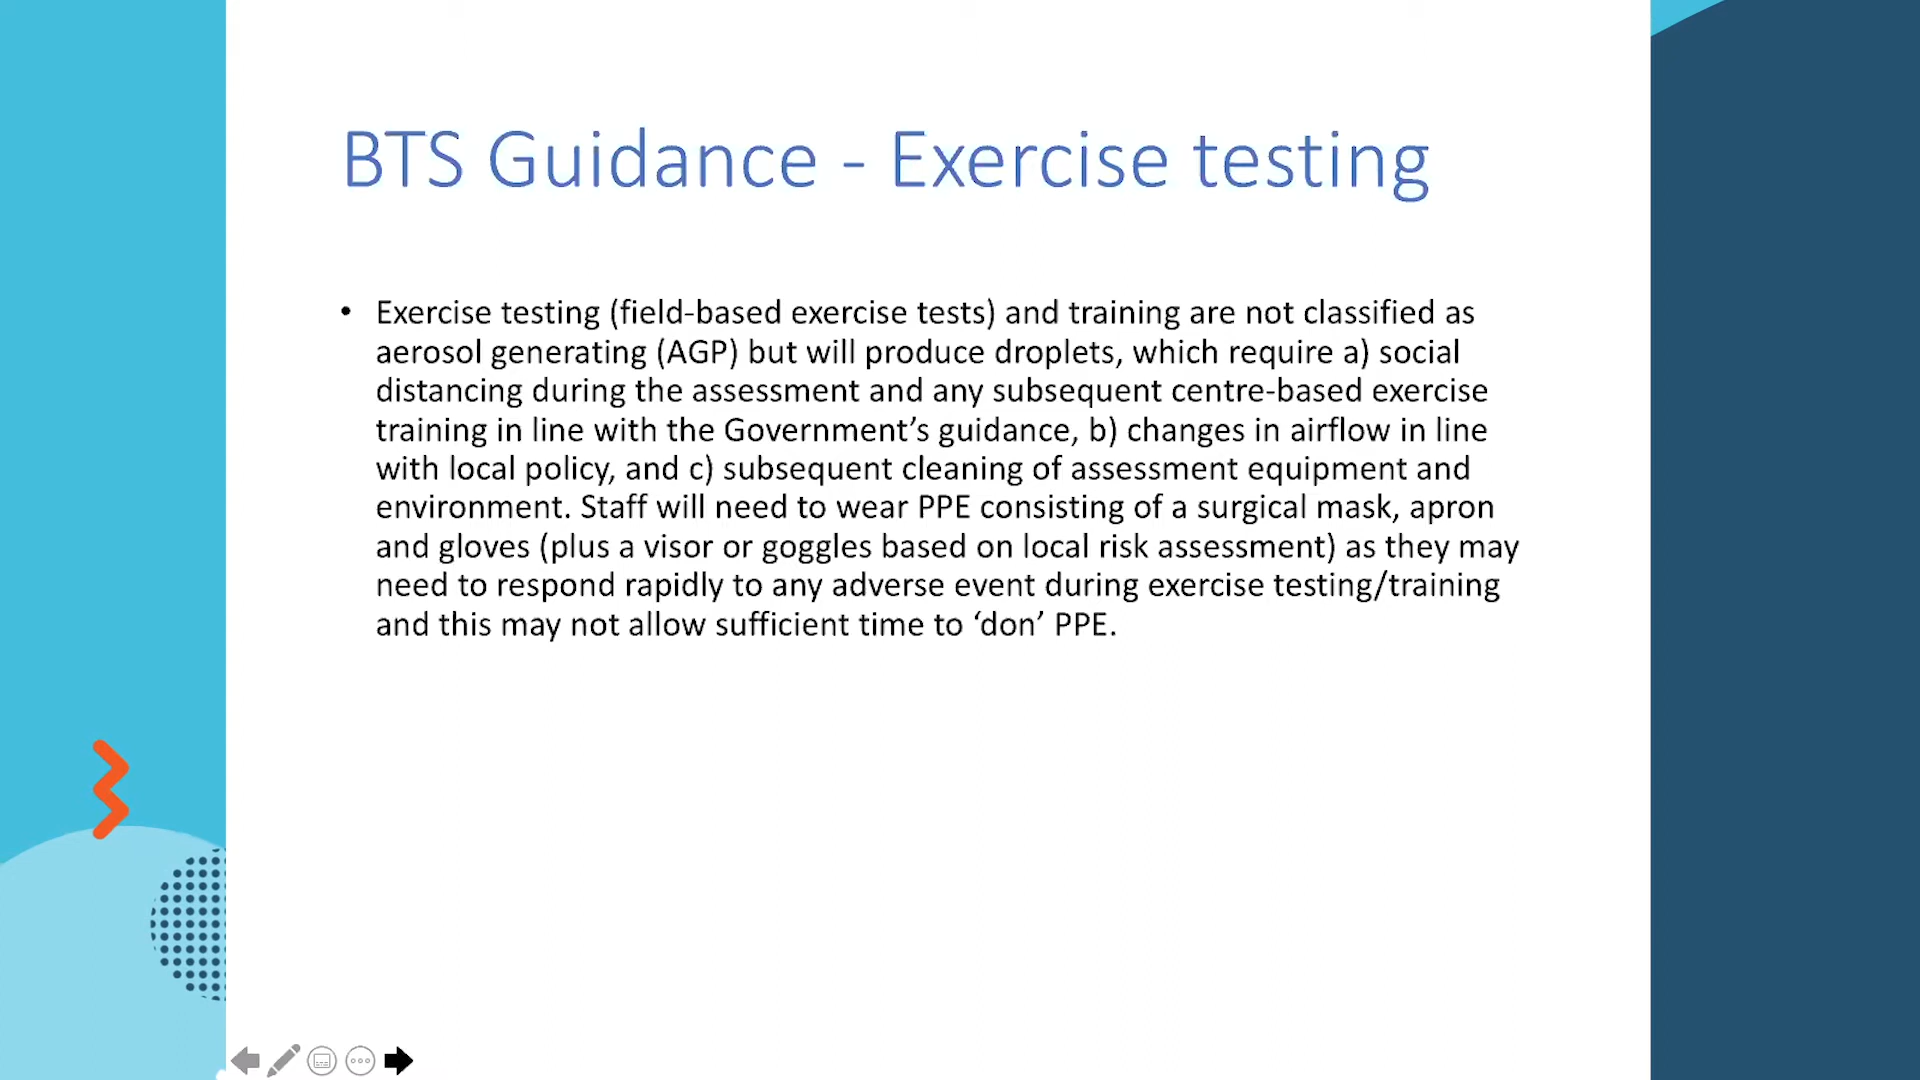 BTS Guidance - Exercise testing
• Exercise testing (field-based exercise tests) and training are not classified as
aerosol generating (AGP) but will produce droplets, which require a) social
distancing during the assessment and any subsequent centre-based exercise
training in line with the Government’s guidance, b) changes in airflow in line
with local policy, and c) subsequent cleaning of assessment equipment and
environment. Staff will need to wear PPE consisting of a surgical mask, apron
and gloves (plus a visor or goggles based on local risk assessment) as they may
need to respond rapidly to any adverse event during exercise testing/training
and this may not allow sufficient time to ‘don’ PPE.